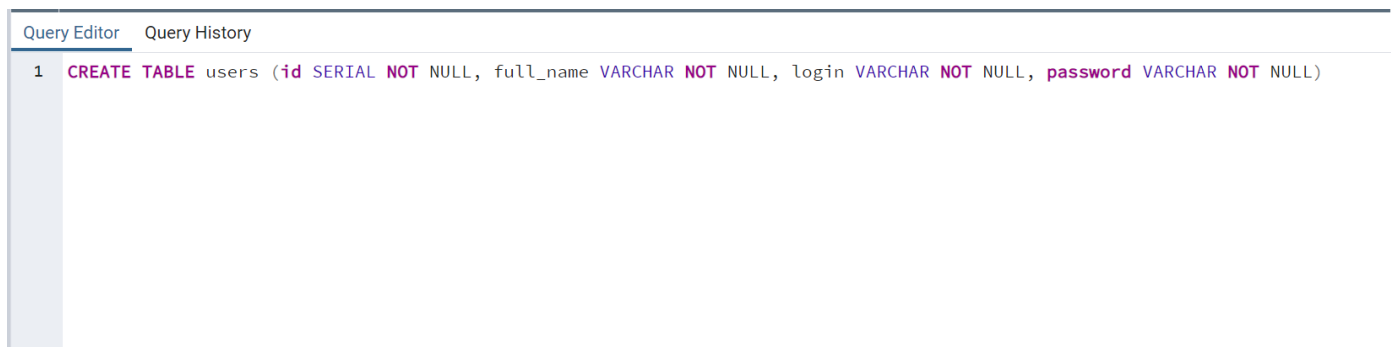 Query Editor Query History
1 CREATE TABLE users (id SERIAL NOT NULL, full_name VARCHAR NOT NULL, login VARCHAR NOT NULL, password VARCHAR NOT NULL)